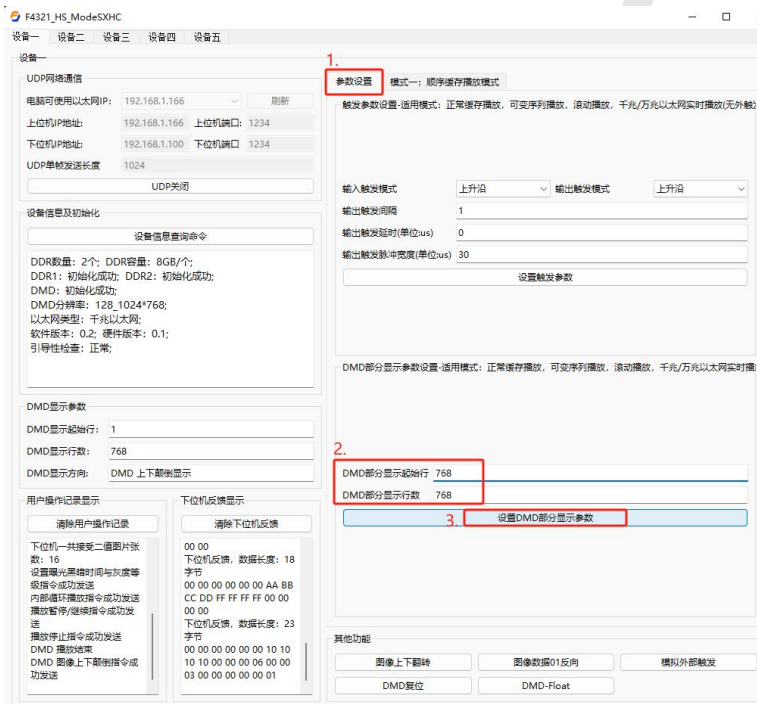 F4321_HS_ModeSXHC
设备一 设备二 设备三 设备四 设备五
设备一
UDP网络通信
电脑可使用以太网IP: 192.168.1.166 刷新
上位机IP地址: 192.168.1.166 上位机端口: 1234
下位机IP地址: 192.168.1.100 下位机端口 1234
UDP单帧发送长度 1024
UDP关闭
设备信息及初始化
设备信息查询命令
DDR数量: 2个; DDR容量: 8GB/个;
DDR1: 初始化成功; DDR2: 初始化成功;
DMD: 初始化成功;
DMD分辨率: 128_1024*768;
以太网类型: 千兆以太网;
软件版本: 0.2; 硬件版本: 0.1;
引导性检查: 正常;
DMD显示参数
DMD显示起始行: 1
DMD显示行数: 768
DMD显示方向: DMD 上下颠倒显示
用户操作记录显示
清除用户操作记录
下位机一共接受二值图片张
数: 16
设置曝光黑暗时间与灰度等
级指令成功发送
内部循环播放指令成功发送
播放暂停/继续指令成功发
送
播放停止指令成功发送
DMD 播放结束
DMD 图像上下颠倒指令成
功发送
下位机反馈显示
清除下位机反馈
00 00
下位机反馈, 数据长度: 18
字节
00 00 00 00 00 00 AA BB
CC DD FF FF FF FF 00 00
00 00
下位机反馈, 数据长度: 23
字节
00 00 00 00 00 00 10 10
10 10 00 00 00 06 00 00
03 00 00 00 00 00 01
1.
参数设置 模式一: 顺序缓存播放模式
触发参数设置-适用模式: 正常缓存播放, 可变序列播放, 滚动播放, 千兆/万兆以太网实时播放(无外触
输入触发模式 上升沿 输出触发模式 上升沿
输出触发间隔 1
输出触发延时(单位:us) 0
输出触发脉冲宽度(单位:us) 30
设置触发参数
DMD部分显示参数设置-适用模式: 正常缓存播放, 可变序列播放, 滚动播放, 千兆/万兆以太网实时播
2.
DMD部分显示起始行 768
DMD部分显示行数 768
3. 设置DMD部分显示参数
其他功能
图像上下翻转 图像数据01反向 模拟外部触发
DMD复位 DMD-Float